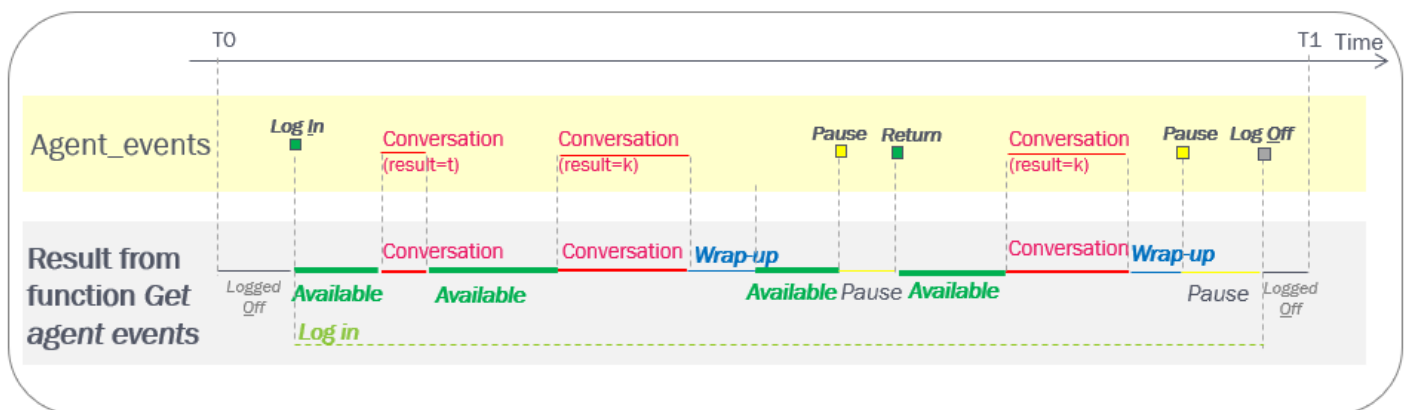 T0
T1 Time
Agent_events
Log In
Conversation
(result=t)
Conversation
(result=k)
Pause
Return
Conversation
(result=k)
Pause
Log Off
Result from
function Get
agent events
Logged
Off
Available
Conversation
Available
Conversation
Wrap-up
Available
Pause
Available
Conversation
Wrap-up
Pause
Logged
Off
Log in